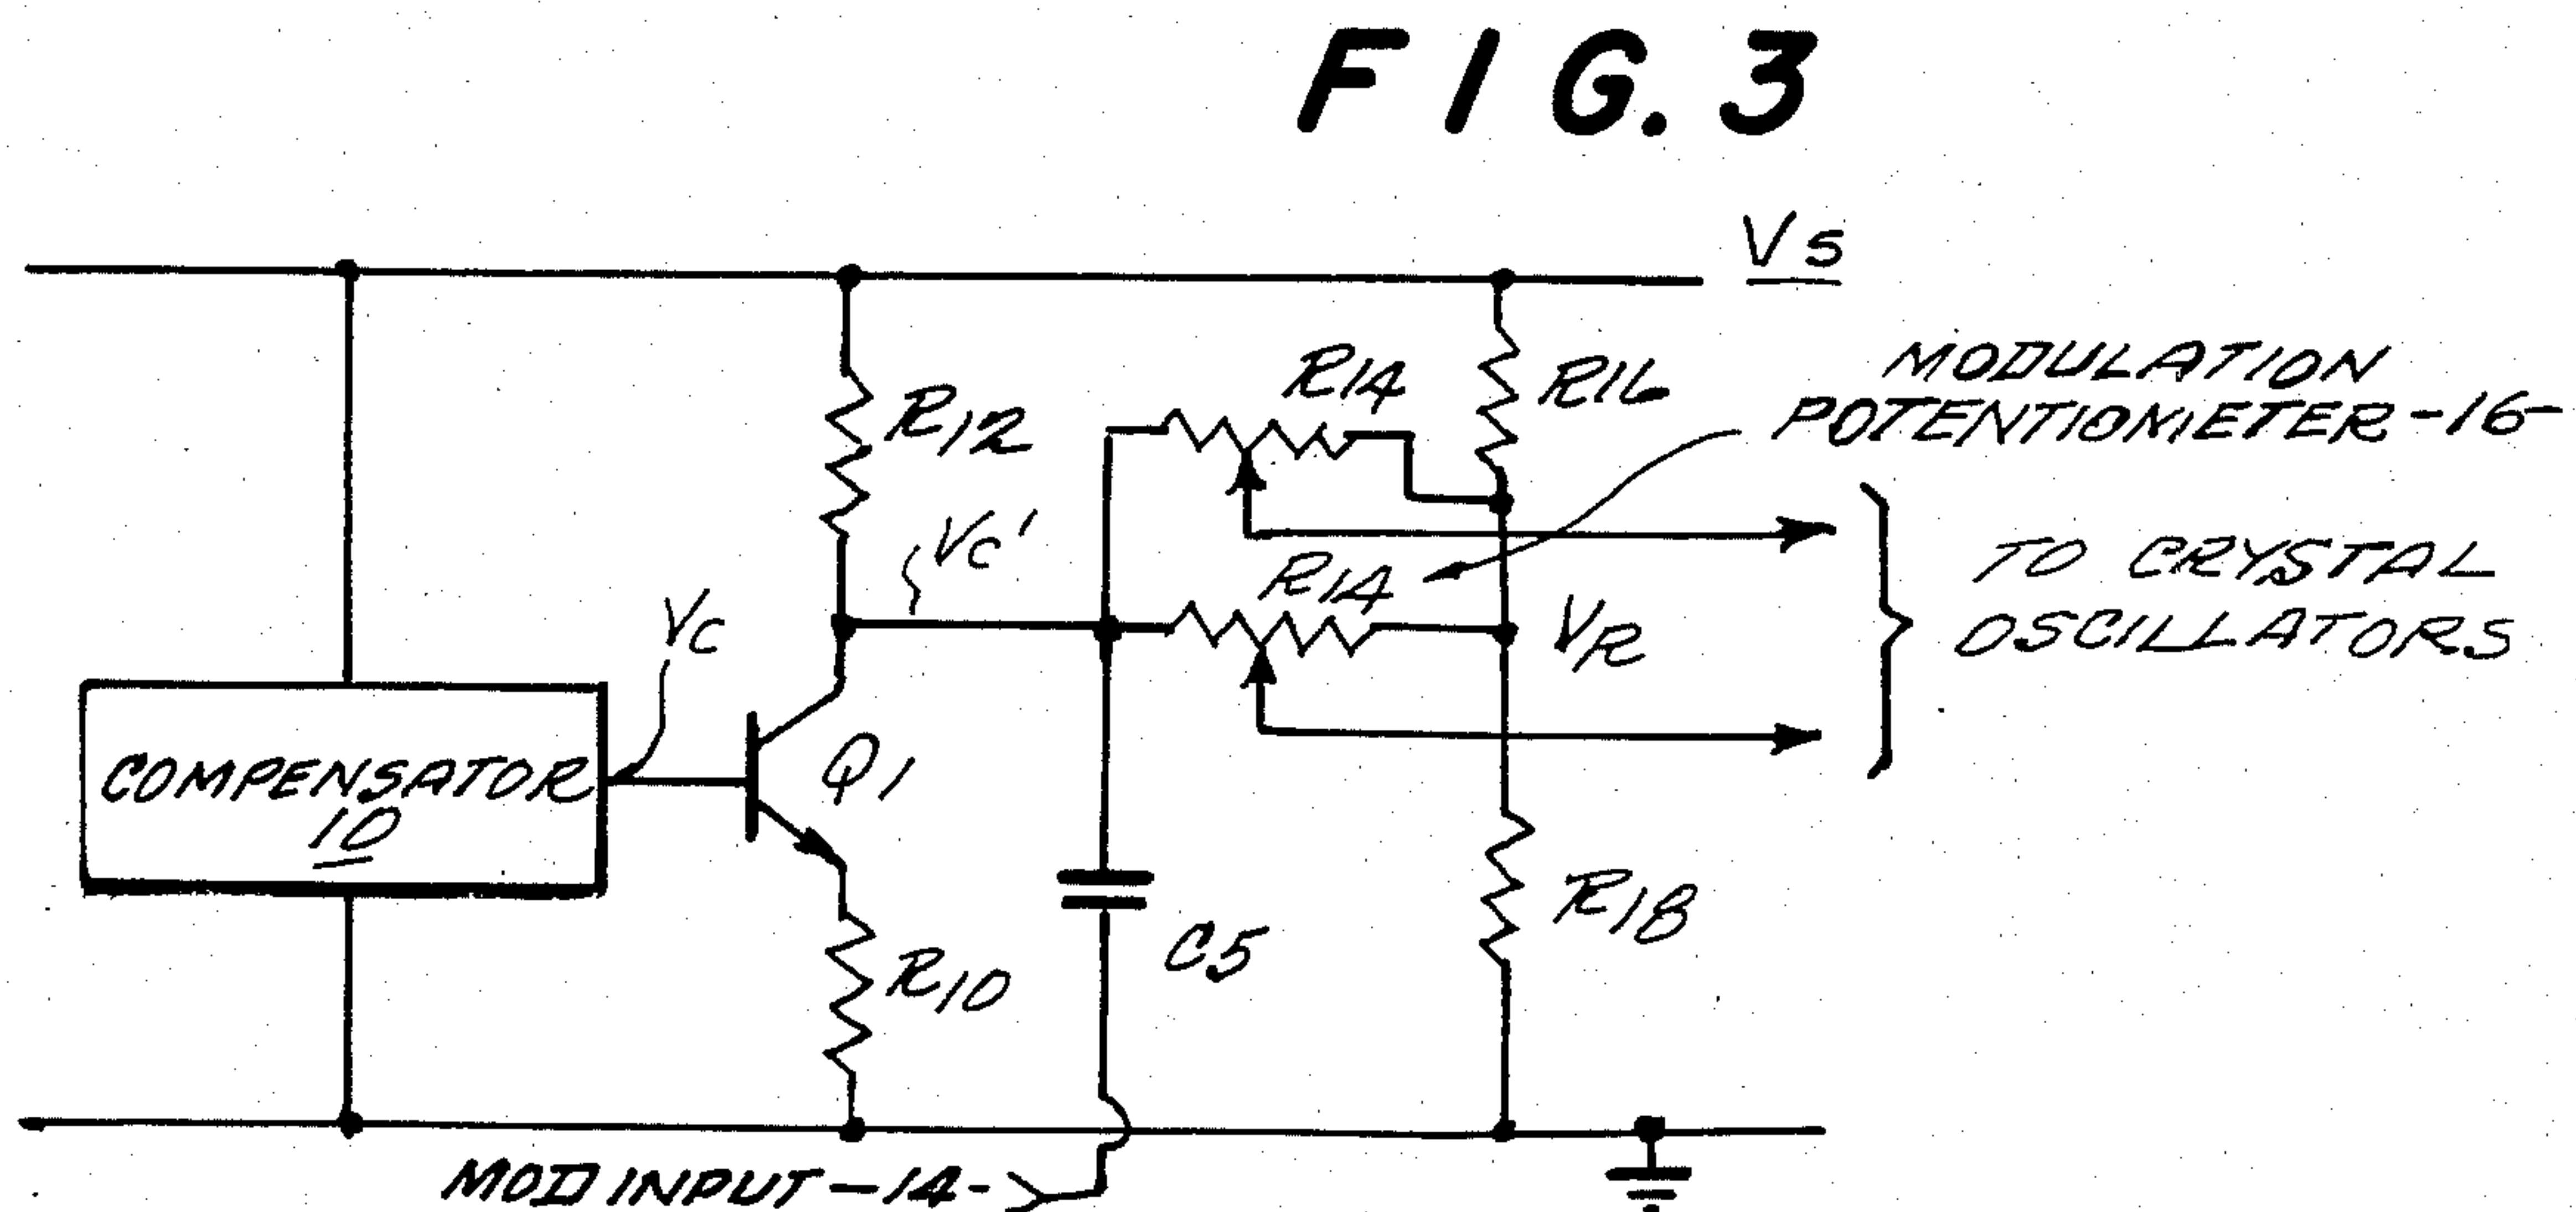 FIG. 3
Vs
MODULATION
POTENTIOMETER -16-
R14
R16
R12
Vc'
TO CRYSTAL
OSCILLATORS
R14
VR
Vc
COMPENSATOR
10
Q1
R18
C5
R10
MOD INPUT -14-